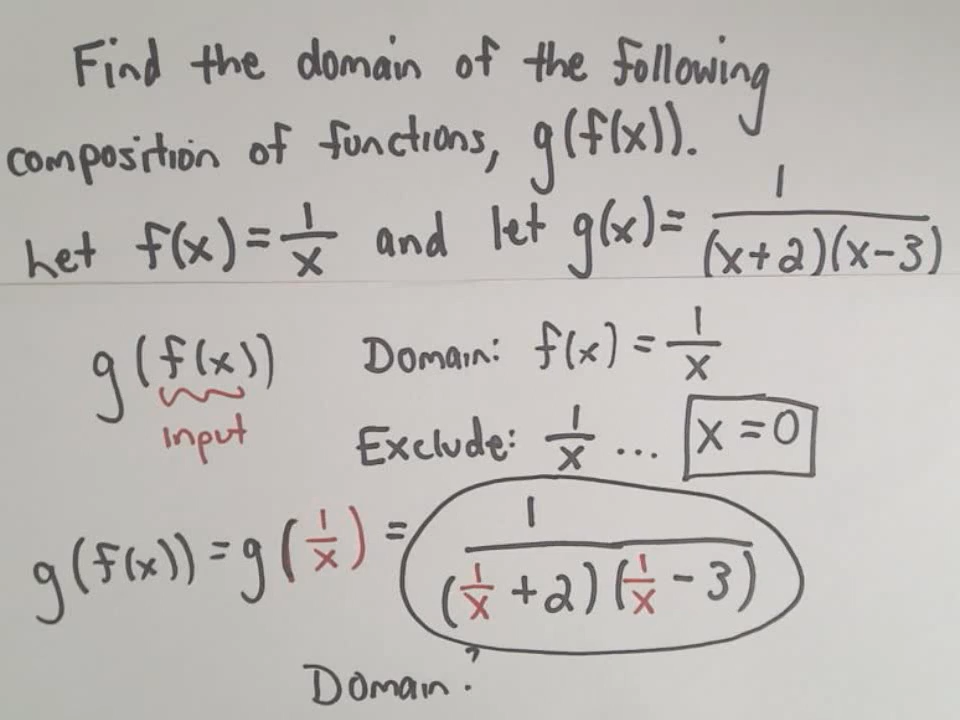 Find the domain of the following
composition of functions, g(f(x)).
Let f(x) = 1/x and let g(x) = 1/((x+2)(x-3))
g(f(x)) Domain: f(x) = 1/x
input
Exclude: 1/x ... x = 0
g(f(x)) = g(1/x) = 1/((1/x + 2)(1/x - 3))
Domain?